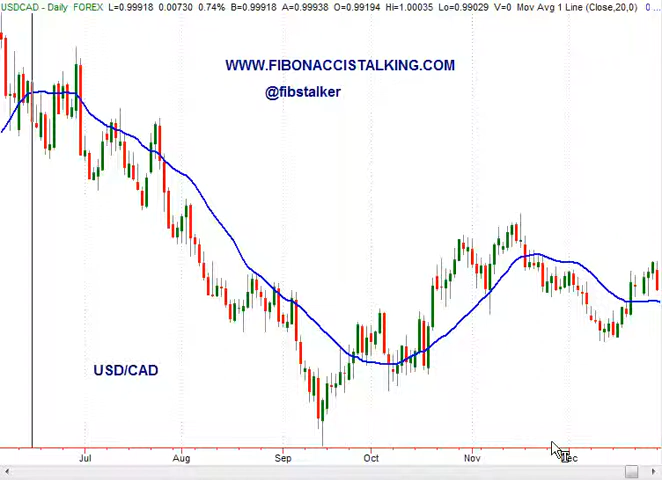 USDCAD - Daily FOREX L=0.99918 0.00730 0.74% B=0.99918 A=0.99938 O=0.99194 Hi=1.00035 Lo=0.99029 V=0 Mov Avg 1 Line (Close,20,0) 0 ...
WWW.FIBONACCISTALKING.COM
@fibstalker
USD/CAD
Jul Aug Sep Oct Nov Dec